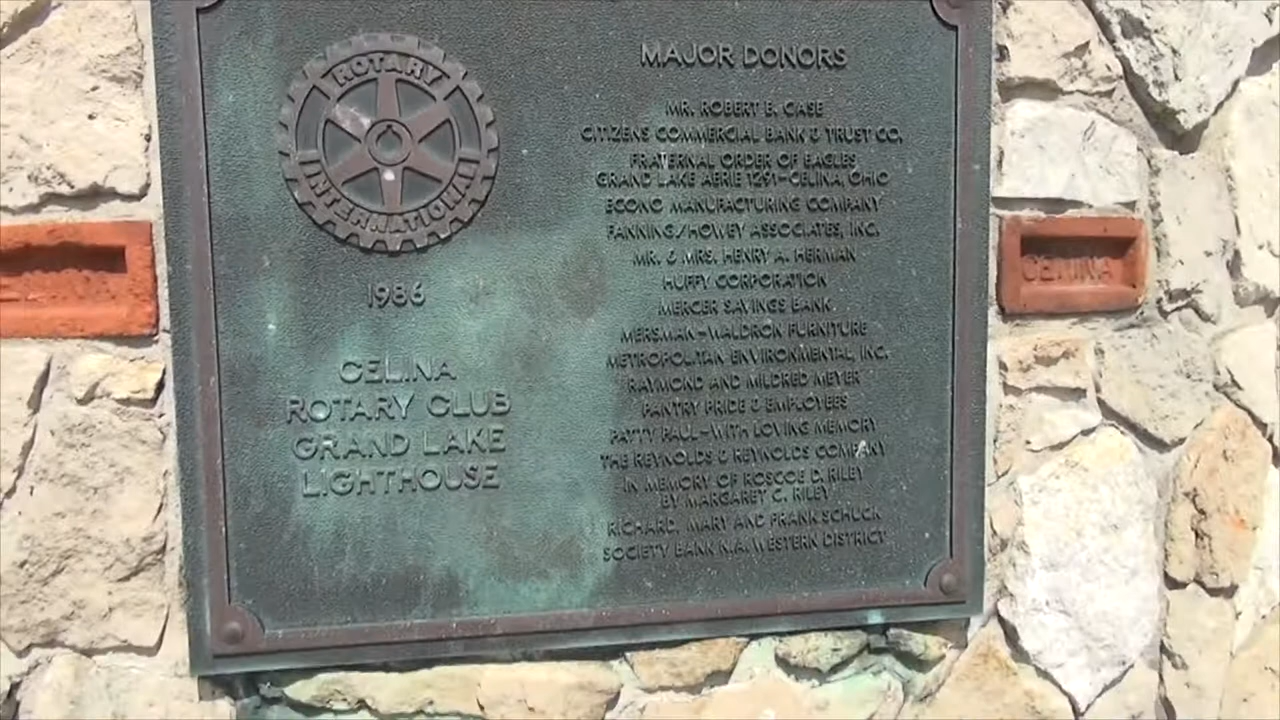 ROTARY
INTERNATIONAL
1986
CELINA
ROTARY CLUB
GRAND LAKE
LIGHTHOUSE
MAJOR DONORS
MR. ROBERT B. CASE
CITIZENS COMMERCIAL BANK & TRUST CO.
FRATERNAL ORDER OF EAGLES
GRAND LAKE AERIE 1291-CELINA, OHIO
ECONO MANUFACTURING COMPANY
FANNING/HOWEY ASSOCIATES, INC.
MR. & MRS. HENRY A. HERMAN
HUFFY CORPORATION
MERCER SAVINGS BANK
MERSMAN-WALDRON FURNITURE
METROPOLITAN ENVIRONMENTAL, INC.
RAYMOND AND MILDRED MEYER
PANTRY PRIDE & EMPLOYEES
PATTY PAUL-WITH LOVING MEMORY
THE REYNOLDS & REYNOLDS COMPANY
IN MEMORY OF ROSCOE D. RILEY
BY MARGARET C. RILEY
RICHARD, MARY AND FRANK SCHUCK
SOCIETY BANK N.A. WESTERN DISTRICT
CELINA